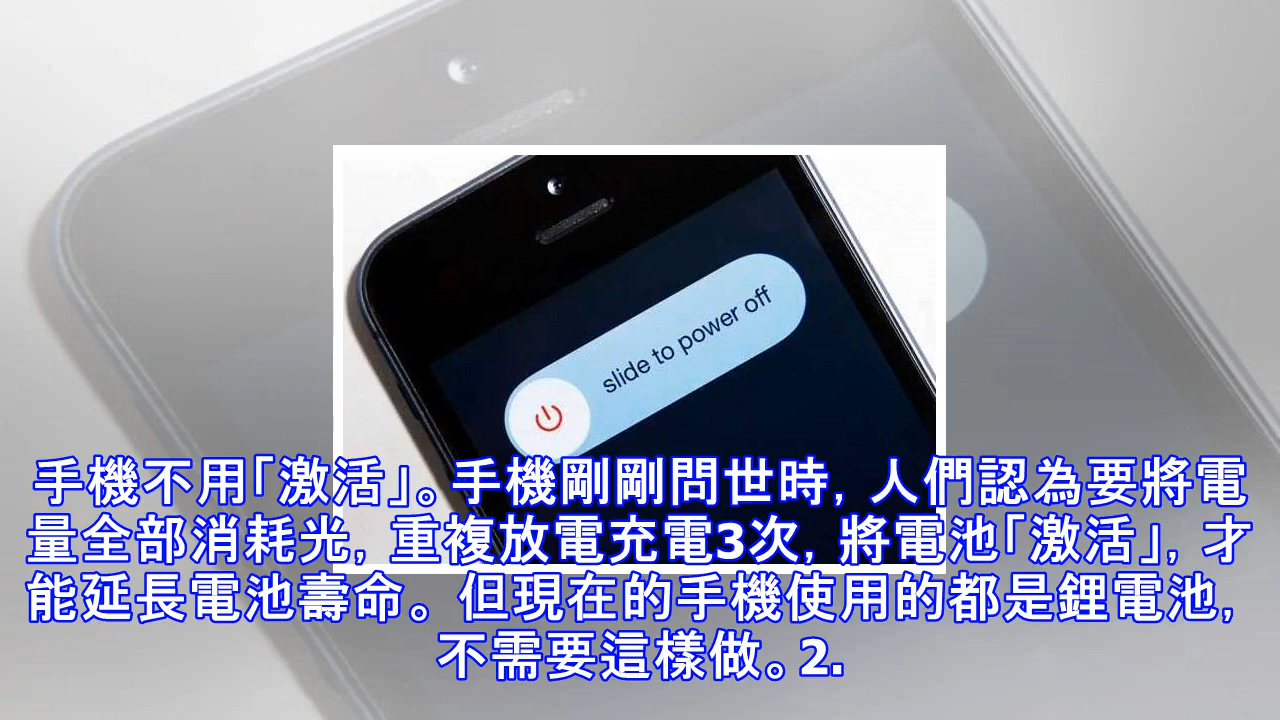 slide to power off
手機不用「激活」。手機剛剛問世時, 人們認為要將電
量全部消耗光, 重複放電充電3次, 將電池「激活」, 才
能延長電池壽命。但現在的手機使用的都是鋰電池,
不需要這樣做。2.